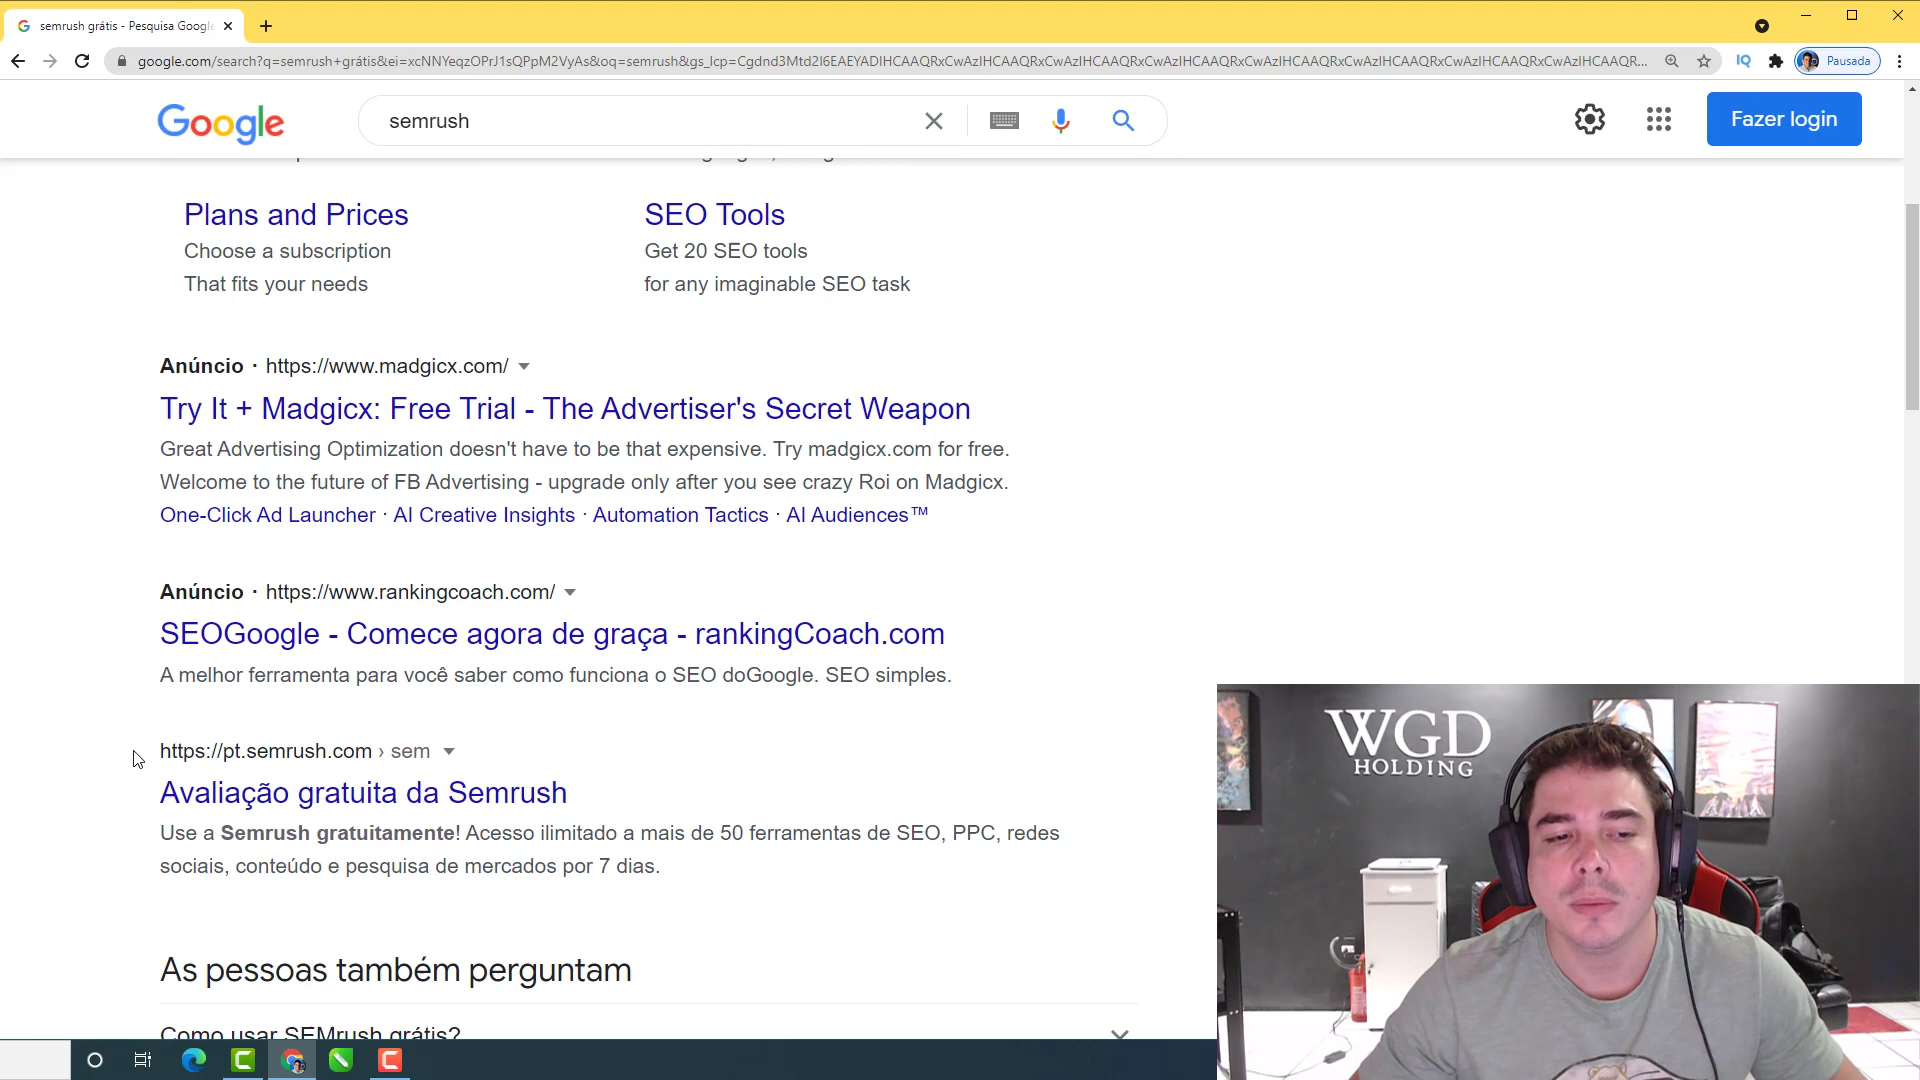 semrush grátis - Pesquisa Google
google.com/search?q=semrush+grátis&ei=xcNNYeqzOPrJ1sQPpM2VyAs&oq=semrush&gs_lcp=Cgdnd3Mtd2l6EAEYADIHCAAQRxCwAzIHCAAQRxCwAzIHCAAQRxCwAzIHCAAQRxCwAzIHCAAQRxCwAzIHCAAQRxCwAzIHCAAQR...
IQ
Pausada
Google
semrush
Fazer login
Plans and Prices
Choose a subscription
That fits your needs
SEO Tools
Get 20 SEO tools
for any imaginable SEO task
Anúncio · https://www.madgicx.com/
Try It + Madgicx: Free Trial - The Advertiser's Secret Weapon
Great Advertising Optimization doesn't have to be that expensive. Try madgicx.com for free.
Welcome to the future of FB Advertising - upgrade only after you see crazy Roi on Madgicx.
One-Click Ad Launcher · AI Creative Insights · Automation Tactics · AI Audiences™
Anúncio · https://www.rankingcoach.com/
SEOGoogle - Comece agora de graça - rankingCoach.com
A melhor ferramenta para você saber como funciona o SEO doGoogle. SEO simples.
https://pt.semrush.com › sem
Avaliação gratuita da Semrush
Use a Semrush gratuitamente! Acesso ilimitado a mais de 50 ferramentas de SEO, PPC, redes
sociais, conteúdo e pesquisa de mercados por 7 dias.
As pessoas também perguntam
Como usar SEMrush grátis?
WGD
HOLDING